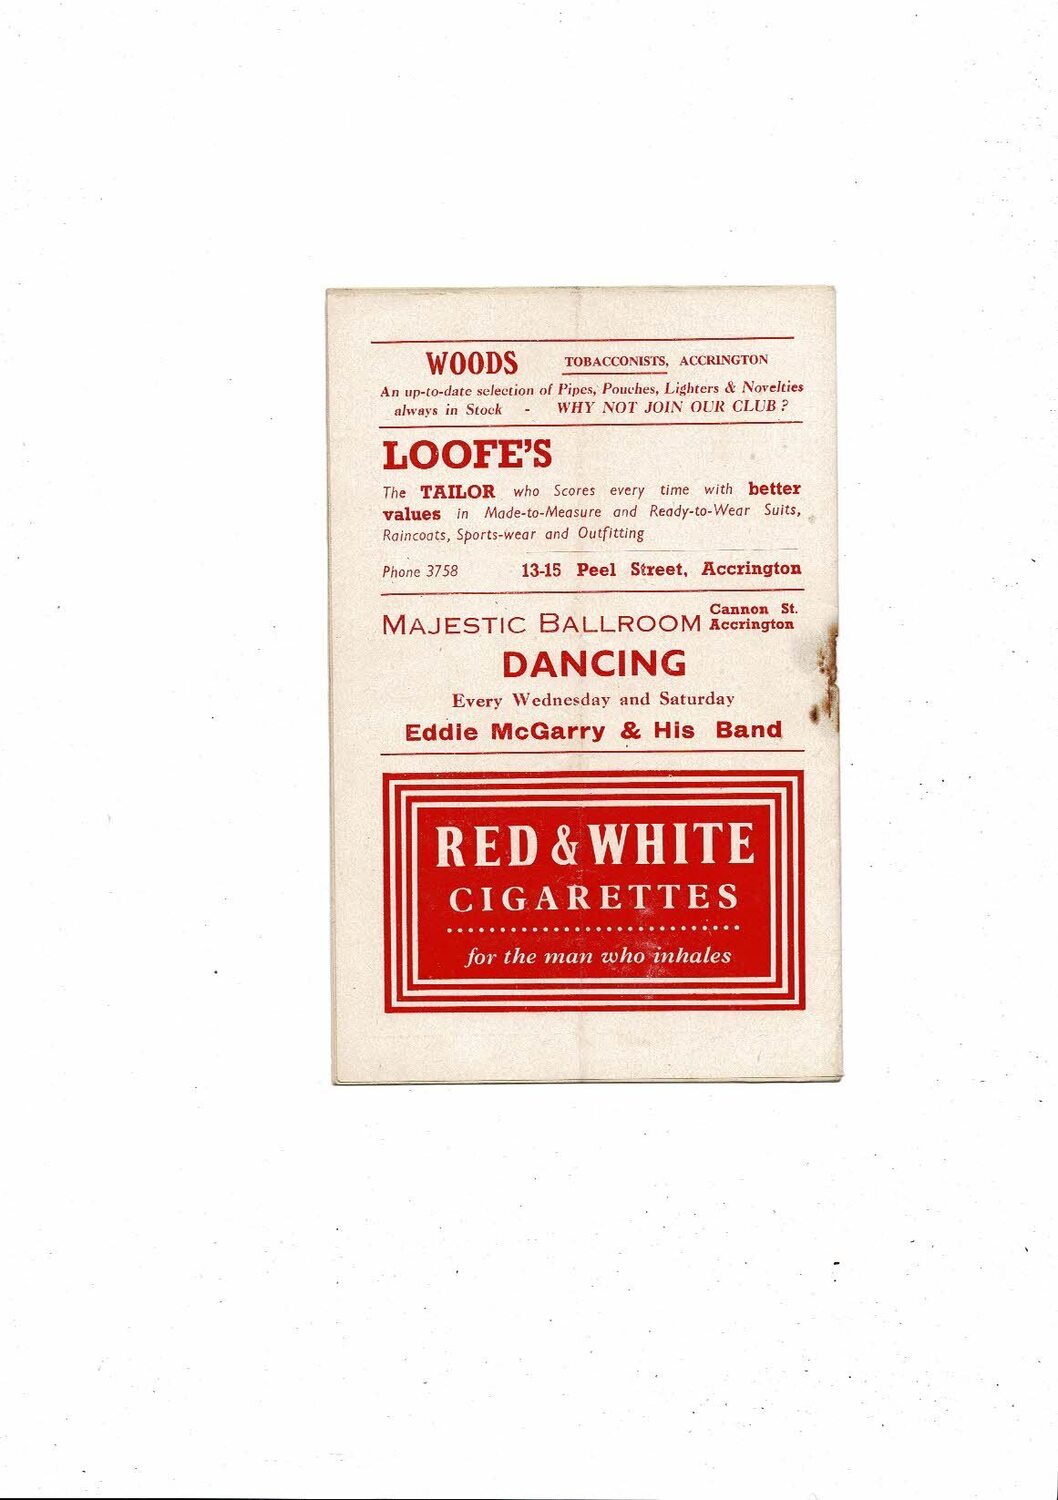 WOODS TOBACCONISTS, ACCRINGTON
An up-to-date selection of Pipes, Pouches, Lighters & Novelties
always in Stock - WHY NOT JOIN OUR CLUB ?
LOOFE'S
The TAILOR who Scores every time with better
values in Made-to-Measure and Ready-to-Wear Suits,
Raincoats, Sports-wear and Outfitting
Phone 3758 13-15 Peel Street, Accrington
MAJESTIC BALLROOM Cannon St.
Accrington
DANCING
Every Wednesday and Saturday
Eddie McGarry & His Band
RED & WHITE
CIGARETTES
for the man who inhales